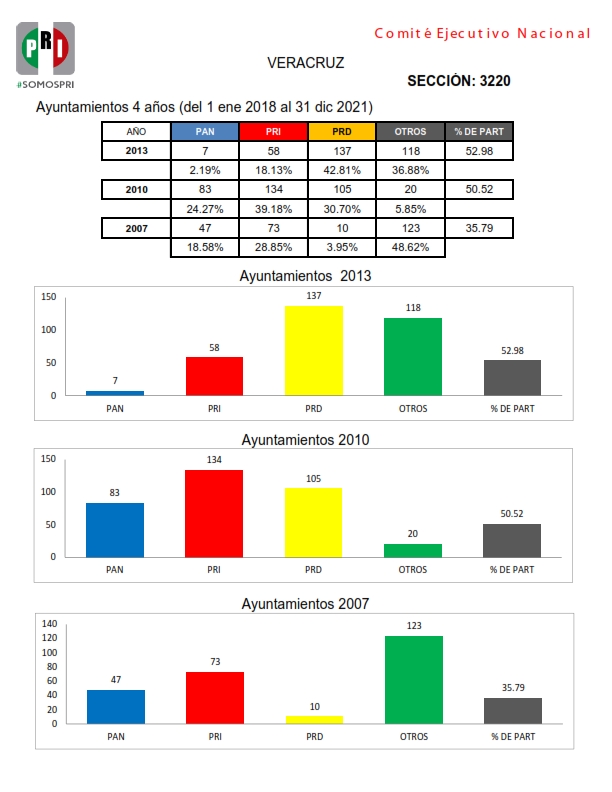 Comité Ejecutivo Nacional
PRI
#SOMOSPRI
VERACRUZ
SECCIÓN: 3220
Ayuntamientos 4 años (del 1 ene 2018 al 31 dic 2021)
AÑO PAN PRI PRD OTROS % DE PART
2013 7 58 137 118 52.98
2.19% 18.13% 42.81% 36.88%
2010 83 134 105 20 50.52
24.27% 39.18% 30.70% 5.85%
2007 47 73 10 123 35.79
18.58% 28.85% 3.95% 48.62%
Ayuntamientos 2013
150
137
118
100
58
52.98
50
7
0
PAN PRI PRD OTROS % DE PART
Ayuntamientos 2010
150
134
105
100
83
50.52
50
20
0
PAN PRI PRD OTROS % DE PART
Ayuntamientos 2007
140
123
120
100
80
73
60
47
40
35.79
20
10
0
PAN PRI PRD OTROS % DE PART